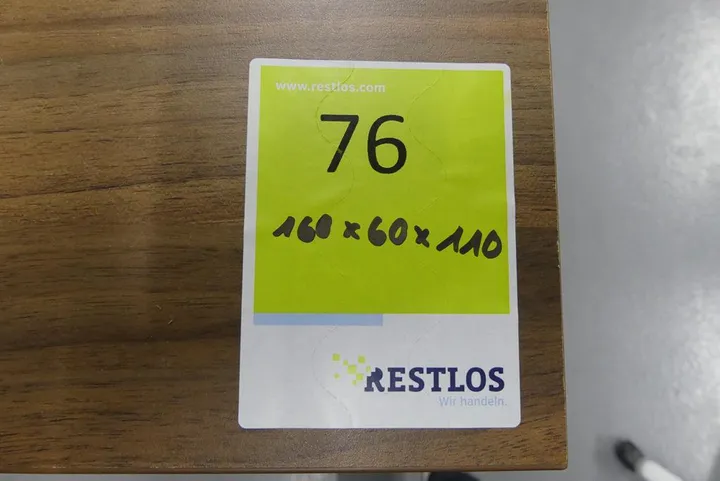 www.restlos.com
76
160 x 60 x 110
RESTLOS
Wir handeln.